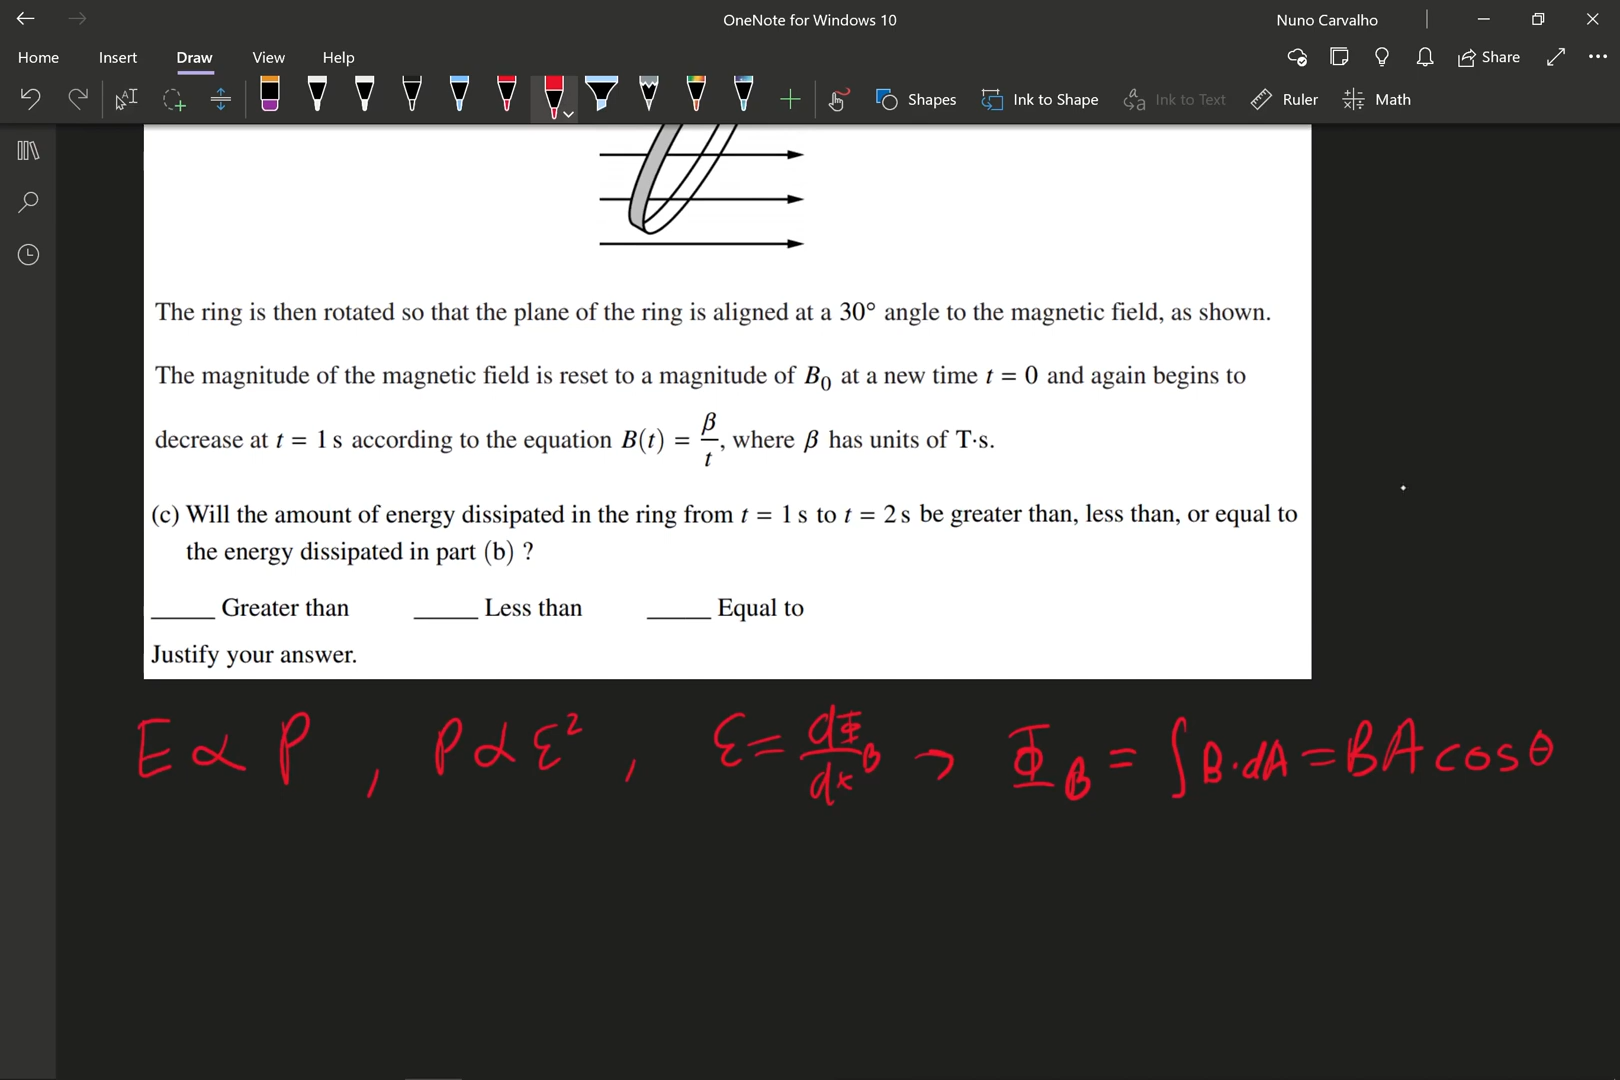 OneNote for Windows 10
Nuno Carvalho
Home Insert Draw View Help
Share
Shapes Ink to Shape Ink to Text Ruler Math
The ring is then rotated so that the plane of the ring is aligned at a 30° angle to the magnetic field, as shown.
The magnitude of the magnetic field is reset to a magnitude of B₀ at a new time t = 0 and again begins to
decrease at t = 1 s according to the equation B(t) = β/t, where β has units of T·s.
(c) Will the amount of energy dissipated in the ring from t = 1 s to t = 2 s be greater than, less than, or equal to
the energy dissipated in part (b) ?
_____ Greater than _____ Less than _____ Equal to
Justify your answer.
E ∝ P , P ∝ ε² , ε = dΦ_B/dt → Φ_B = ∫ B·dA = BA cosθ